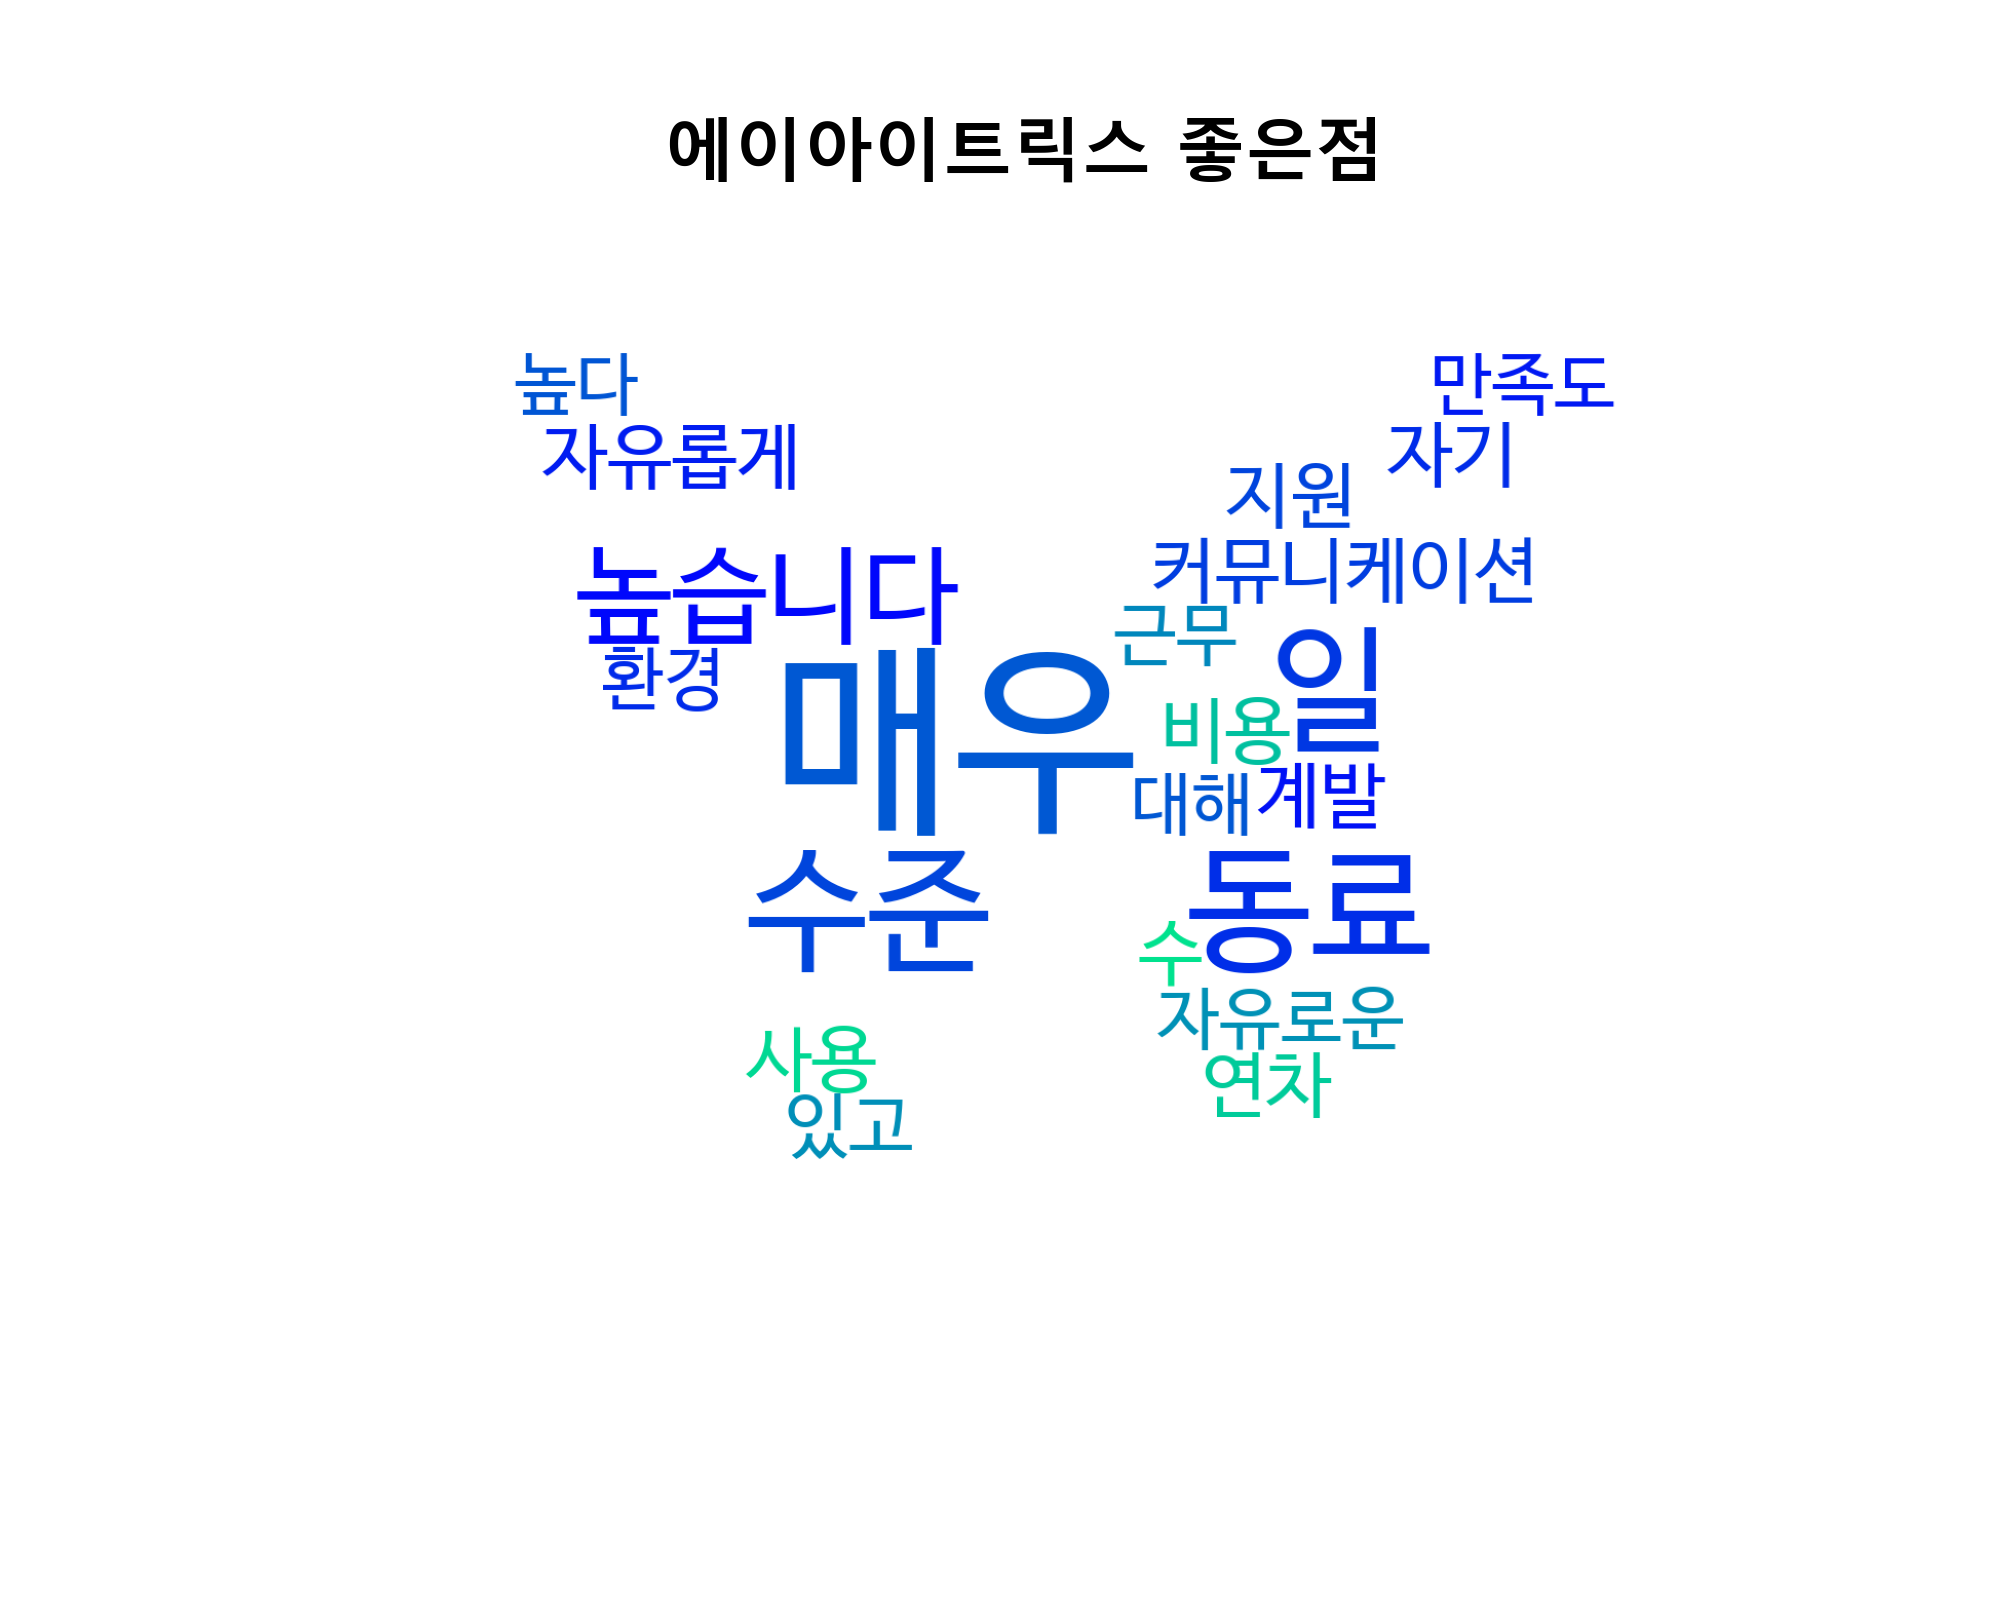 에이아이트릭스 좋은점
높다
만족도
자유롭게
자기
지원
높습니다
커뮤니케이션
근무
일
환경
매우
비용
대해
계발
수준
동료
수
자유로운
사용
연차
있고